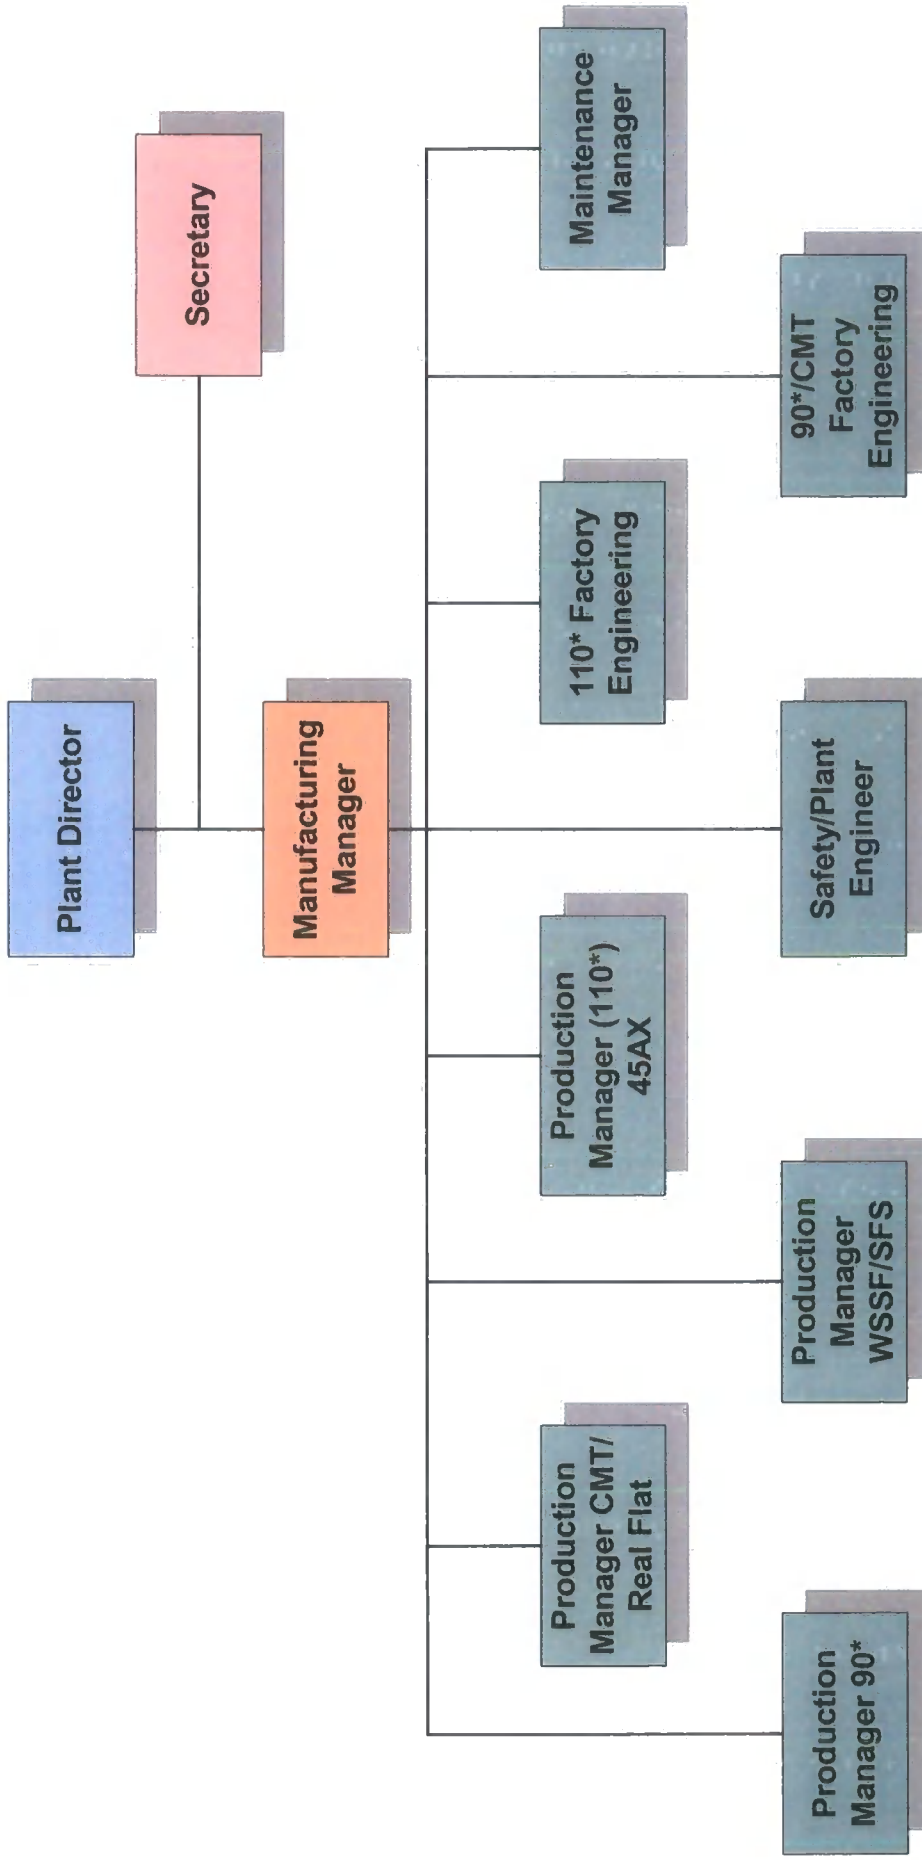 Plant Director
Secretary
Manufacturing
Manager
Production
Manager CMT/
Real Flat
Production
Manager (110*)
45AX
110* Factory
Engineering
Maintenance
Manager
Production
Manager 90*
Production
Manager
WSSF/SFS
Safety/Plant
Engineer
90*/CMT
Factory
Engineering